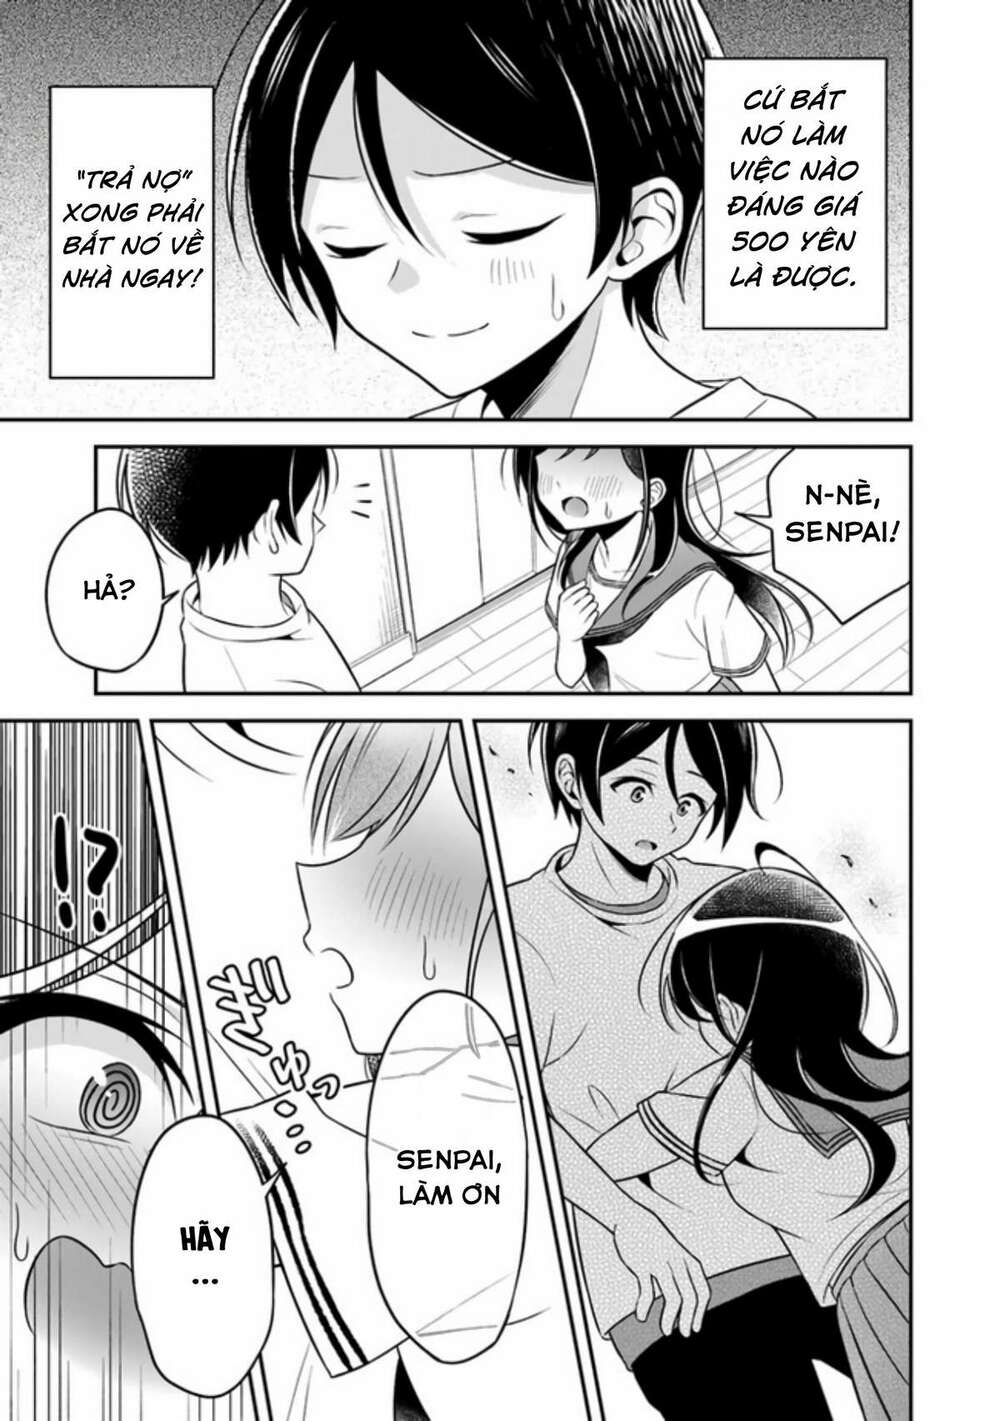 CỨ BẮT
NÓ LÀM
VIỆC NÀO
ĐÁNG GIÁ
500 YÊN
LÀ ĐƯỢC.
"TRẢ NỢ"
XONG PHẢI
BẮT NÓ VỀ
NHÀ NGAY!
N-NÈ,
SENPAI!
HẢ?
ぎゅっ…
SENPAI,
LÀM ƠN
HÃY
...
!?